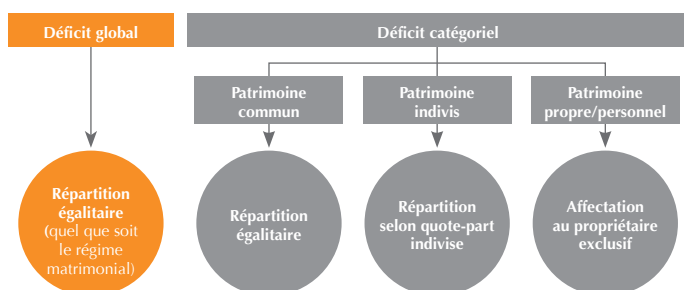 Déficit global
Déficit catégoriel
Patrimoine
commun
Patrimoine
indivis
Patrimoine
propre/personnel
Répartition
égalitaire
(quel que soit
le régime
matrimonial)
Répartition
égalitaire
Répartition
selon quote-part
indivise
Affectation
au propriétaire
exclusif